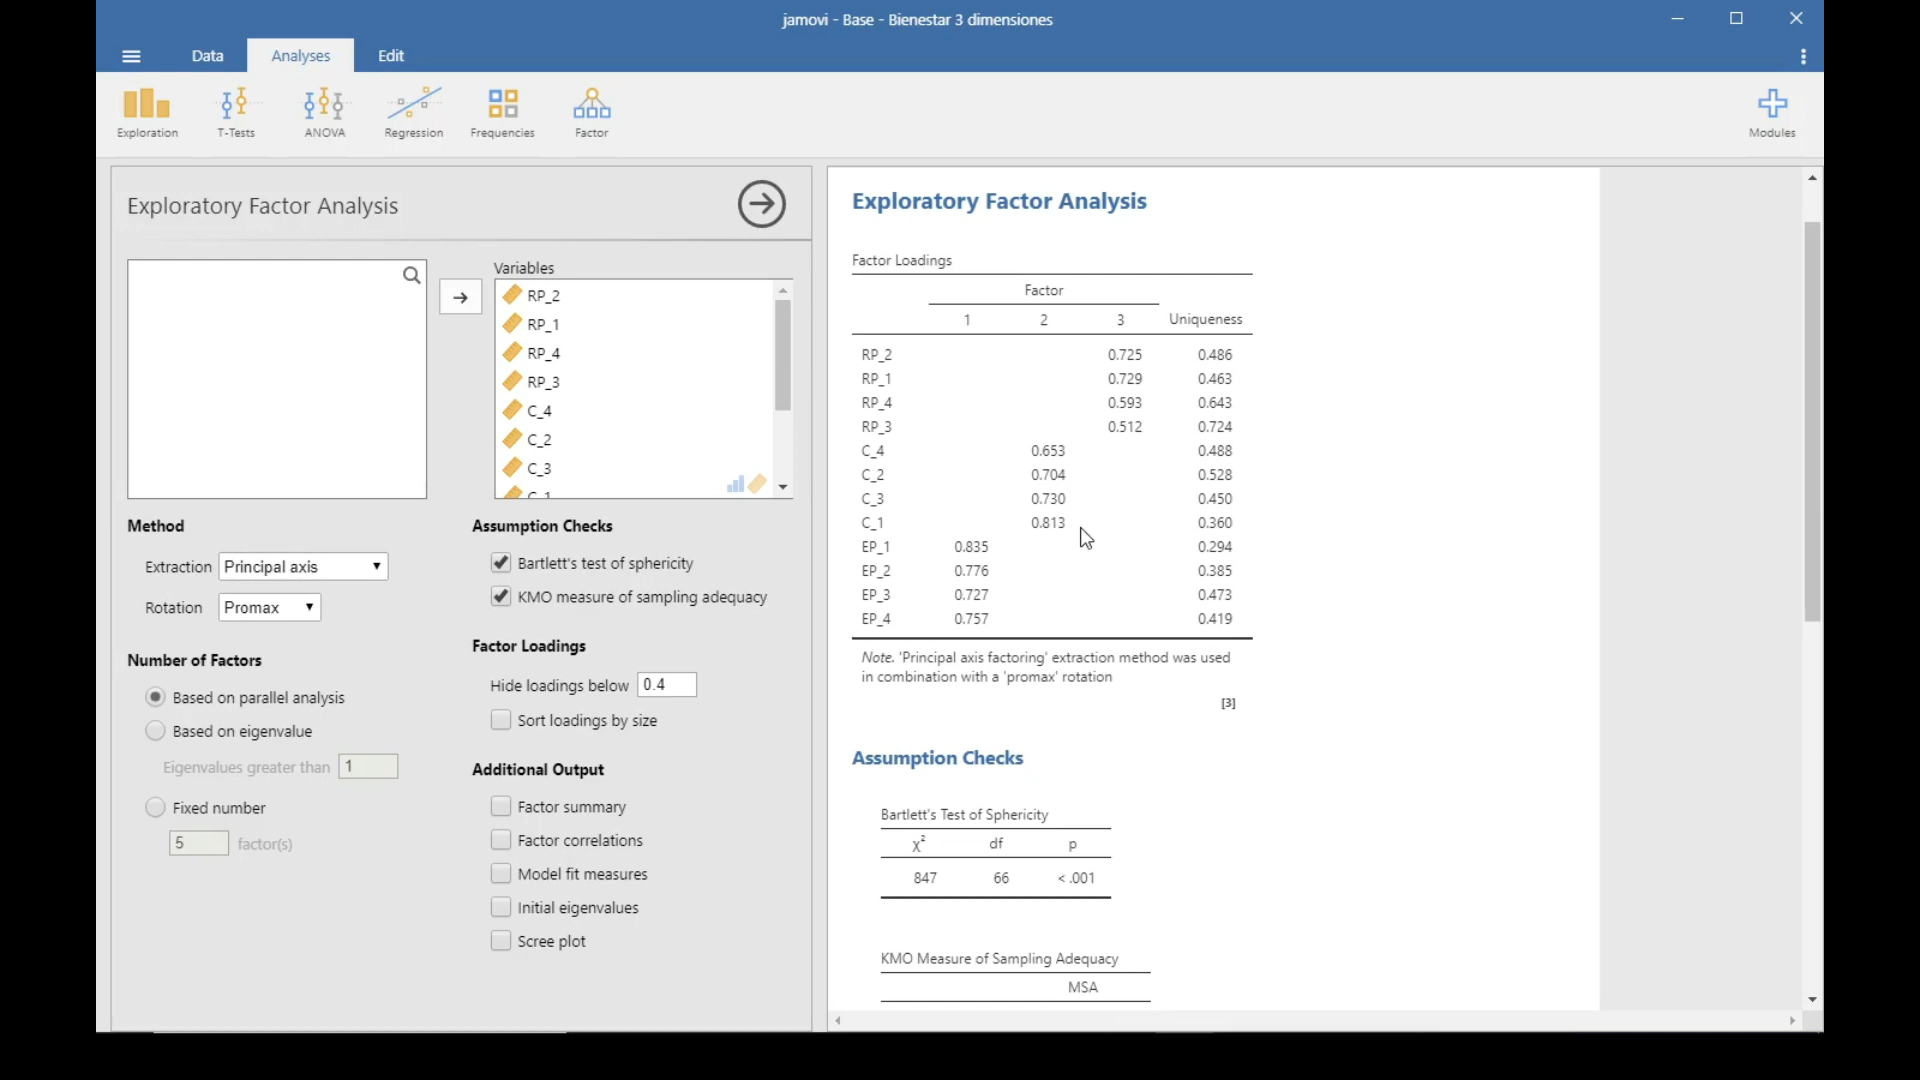 jamovi - Base - Bienestar 3 dimensiones
Data Analyses Edit
Exploration T-Tests ANOVA Regression Frequencies Factor Modules
Exploratory Factor Analysis
Variables
RP_2
RP_1
RP_4
RP_3
C_4
C_2
C_3
C_1
Method
Extraction Principal axis
Rotation Promax
Number of Factors
Based on parallel analysis
Based on eigenvalue
Eigenvalues greater than 1
Fixed number
5 factor(s)
Assumption Checks
Bartlett's test of sphericity
KMO measure of sampling adequacy
Factor Loadings
Hide loadings below 0.4
Sort loadings by size
Additional Output
Factor summary
Factor correlations
Model fit measures
Initial eigenvalues
Scree plot
Exploratory Factor Analysis
Factor Loadings
Factor
1 2 3 Uniqueness
RP_2 0.725 0.486
RP_1 0.729 0.463
RP_4 0.593 0.643
RP_3 0.512 0.724
C_4 0.653 0.488
C_2 0.704 0.528
C_3 0.730 0.450
C_1 0.813 0.360
EP_1 0.835 0.294
EP_2 0.776 0.385
EP_3 0.727 0.473
EP_4 0.757 0.419
Note. 'Principal axis factoring' extraction method was used
in combination with a 'promax' rotation
[3]
Assumption Checks
Bartlett's Test of Sphericity
χ² df p
847 66 < .001
KMO Measure of Sampling Adequacy
MSA